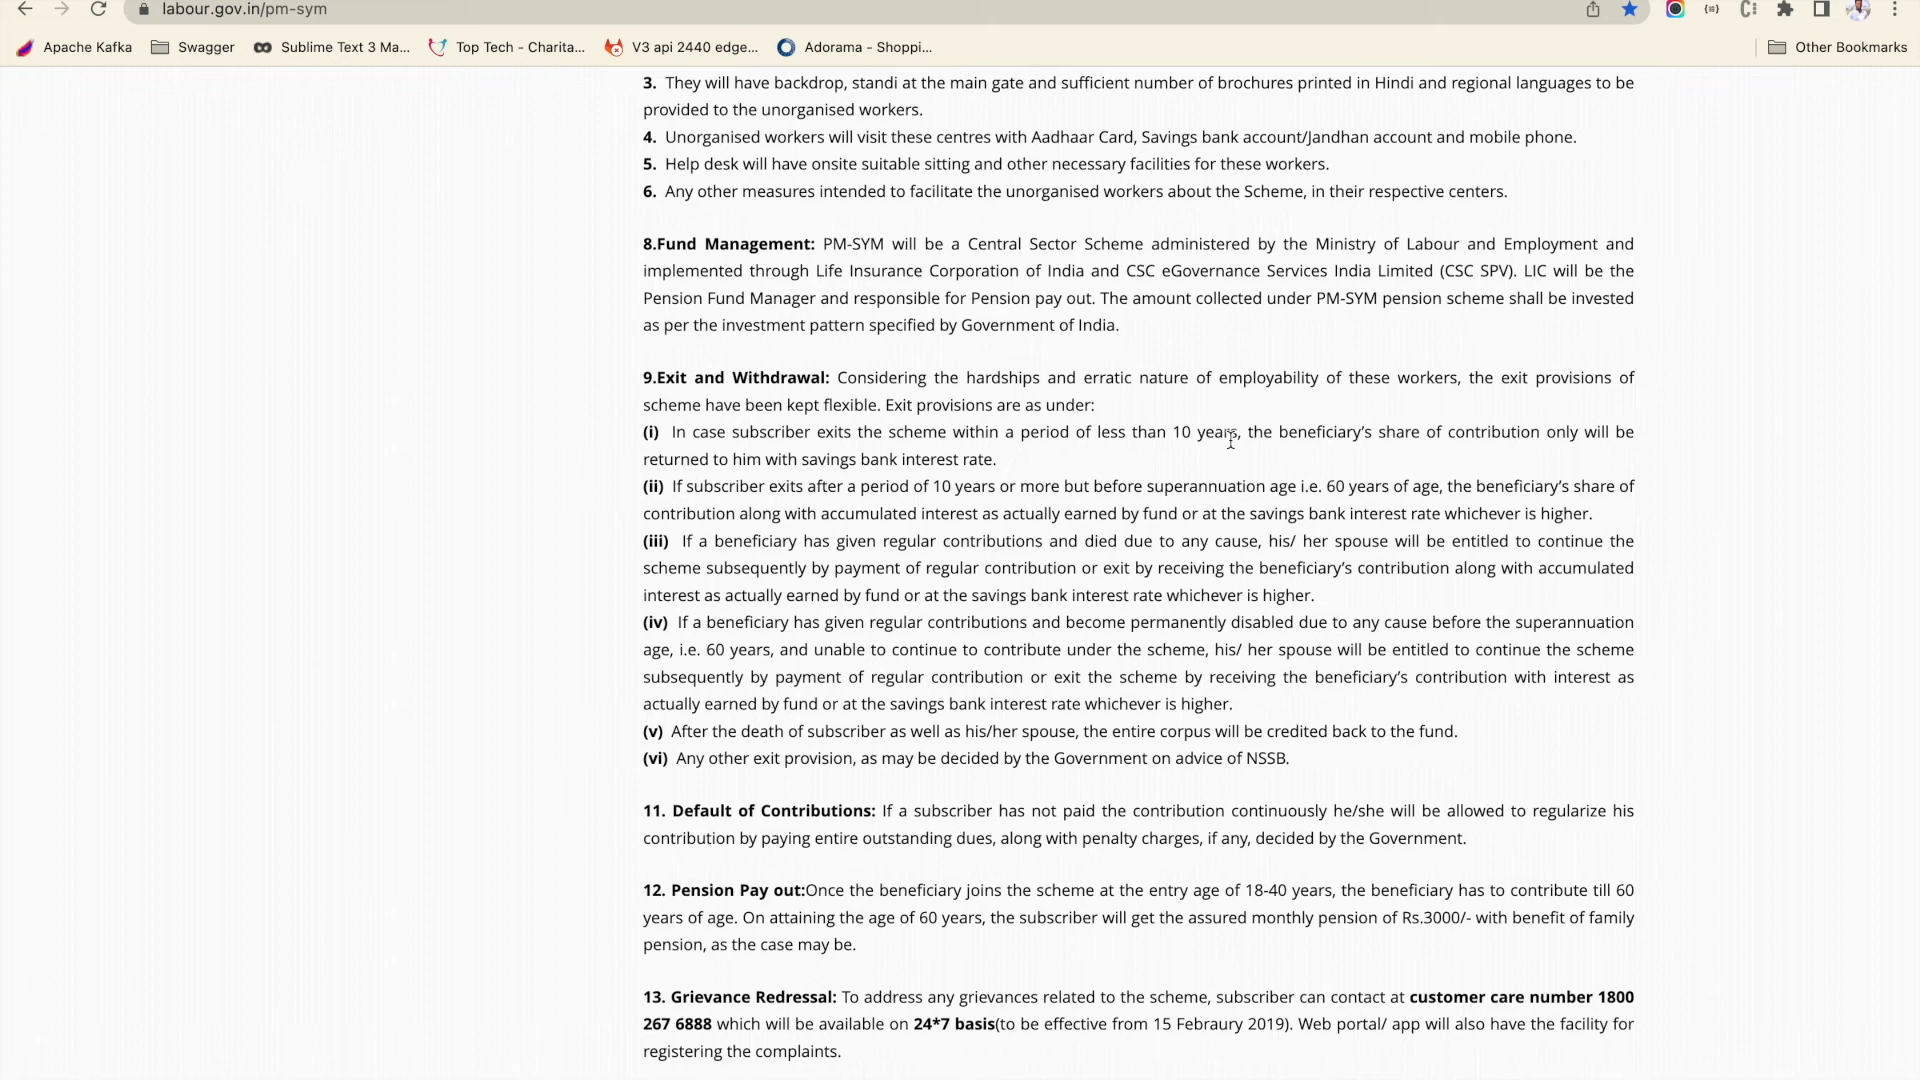 labour.gov.in/pm-sym
Apache Kafka Swagger Sublime Text 3 Ma... Top Tech - Charita... V3 api 2440 edge... Adorama - Shoppi... Other Bookmarks
3. They will have backdrop, standi at the main gate and sufficient number of brochures printed in Hindi and regional languages to be
provided to the unorganised workers.
4. Unorganised workers will visit these centres with Aadhaar Card, Savings bank account/Jandhan account and mobile phone.
5. Help desk will have onsite suitable sitting and other necessary facilities for these workers.
6. Any other measures intended to facilitate the unorganised workers about the Scheme, in their respective centers.
8.Fund Management: PM-SYM will be a Central Sector Scheme administered by the Ministry of Labour and Employment and
implemented through Life Insurance Corporation of India and CSC eGovernance Services India Limited (CSC SPV). LIC will be the
Pension Fund Manager and responsible for Pension pay out. The amount collected under PM-SYM pension scheme shall be invested
as per the investment pattern specified by Government of India.
9.Exit and Withdrawal: Considering the hardships and erratic nature of employability of these workers, the exit provisions of
scheme have been kept flexible. Exit provisions are as under:
(i) In case subscriber exits the scheme within a period of less than 10 years, the beneficiary's share of contribution only will be
returned to him with savings bank interest rate.
(ii) If subscriber exits after a period of 10 years or more but before superannuation age i.e. 60 years of age, the beneficiary's share of
contribution along with accumulated interest as actually earned by fund or at the savings bank interest rate whichever is higher.
(iii) If a beneficiary has given regular contributions and died due to any cause, his/ her spouse will be entitled to continue the
scheme subsequently by payment of regular contribution or exit by receiving the beneficiary's contribution along with accumulated
interest as actually earned by fund or at the savings bank interest rate whichever is higher.
(iv) If a beneficiary has given regular contributions and become permanently disabled due to any cause before the superannuation
age, i.e. 60 years, and unable to continue to contribute under the scheme, his/ her spouse will be entitled to continue the scheme
subsequently by payment of regular contribution or exit the scheme by receiving the beneficiary's contribution with interest as
actually earned by fund or at the savings bank interest rate whichever is higher.
(v) After the death of subscriber as well as his/her spouse, the entire corpus will be credited back to the fund.
(vi) Any other exit provision, as may be decided by the Government on advice of NSSB.
11. Default of Contributions: If a subscriber has not paid the contribution continuously he/she will be allowed to regularize his
contribution by paying entire outstanding dues, along with penalty charges, if any, decided by the Government.
12. Pension Pay out:Once the beneficiary joins the scheme at the entry age of 18-40 years, the beneficiary has to contribute till 60
years of age. On attaining the age of 60 years, the subscriber will get the assured monthly pension of Rs.3000/- with benefit of family
pension, as the case may be.
13. Grievance Redressal: To address any grievances related to the scheme, subscriber can contact at customer care number 1800
267 6888 which will be available on 24*7 basis(to be effective from 15 Febraury 2019). Web portal/ app will also have the facility for
registering the complaints.